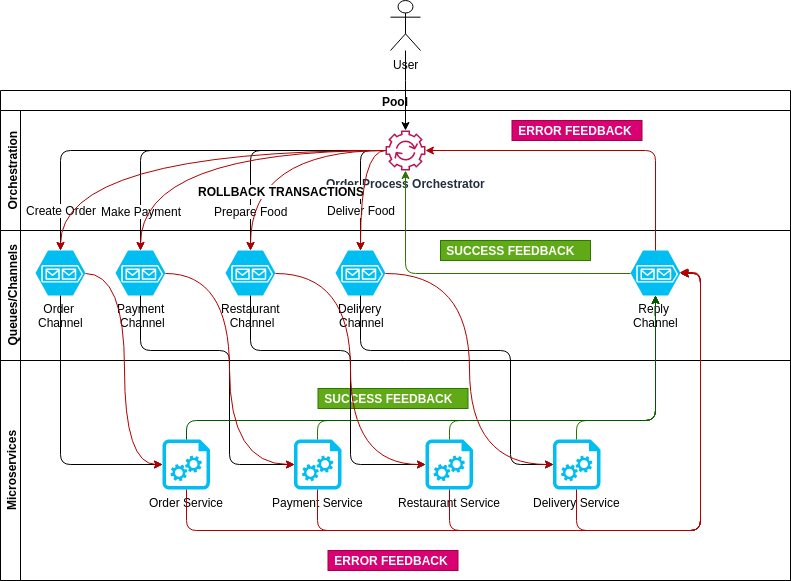 User
Pool
Orchestration
ERROR FEEDBACK
Order Process Orchestrator
ROLLBACK TRANSACTIONS
Create Order
Make Payment
Prepare Food
Deliver Food
Queues/Channels
SUCCESS FEEDBACK
Order
Channel
Payment
Channel
Restaurant
Channel
Delivery
Channel
Reply
Channel
Microservices
SUCCESS FEEDBACK
Order Service
Payment Service
Restaurant Service
Delivery Service
ERROR FEEDBACK